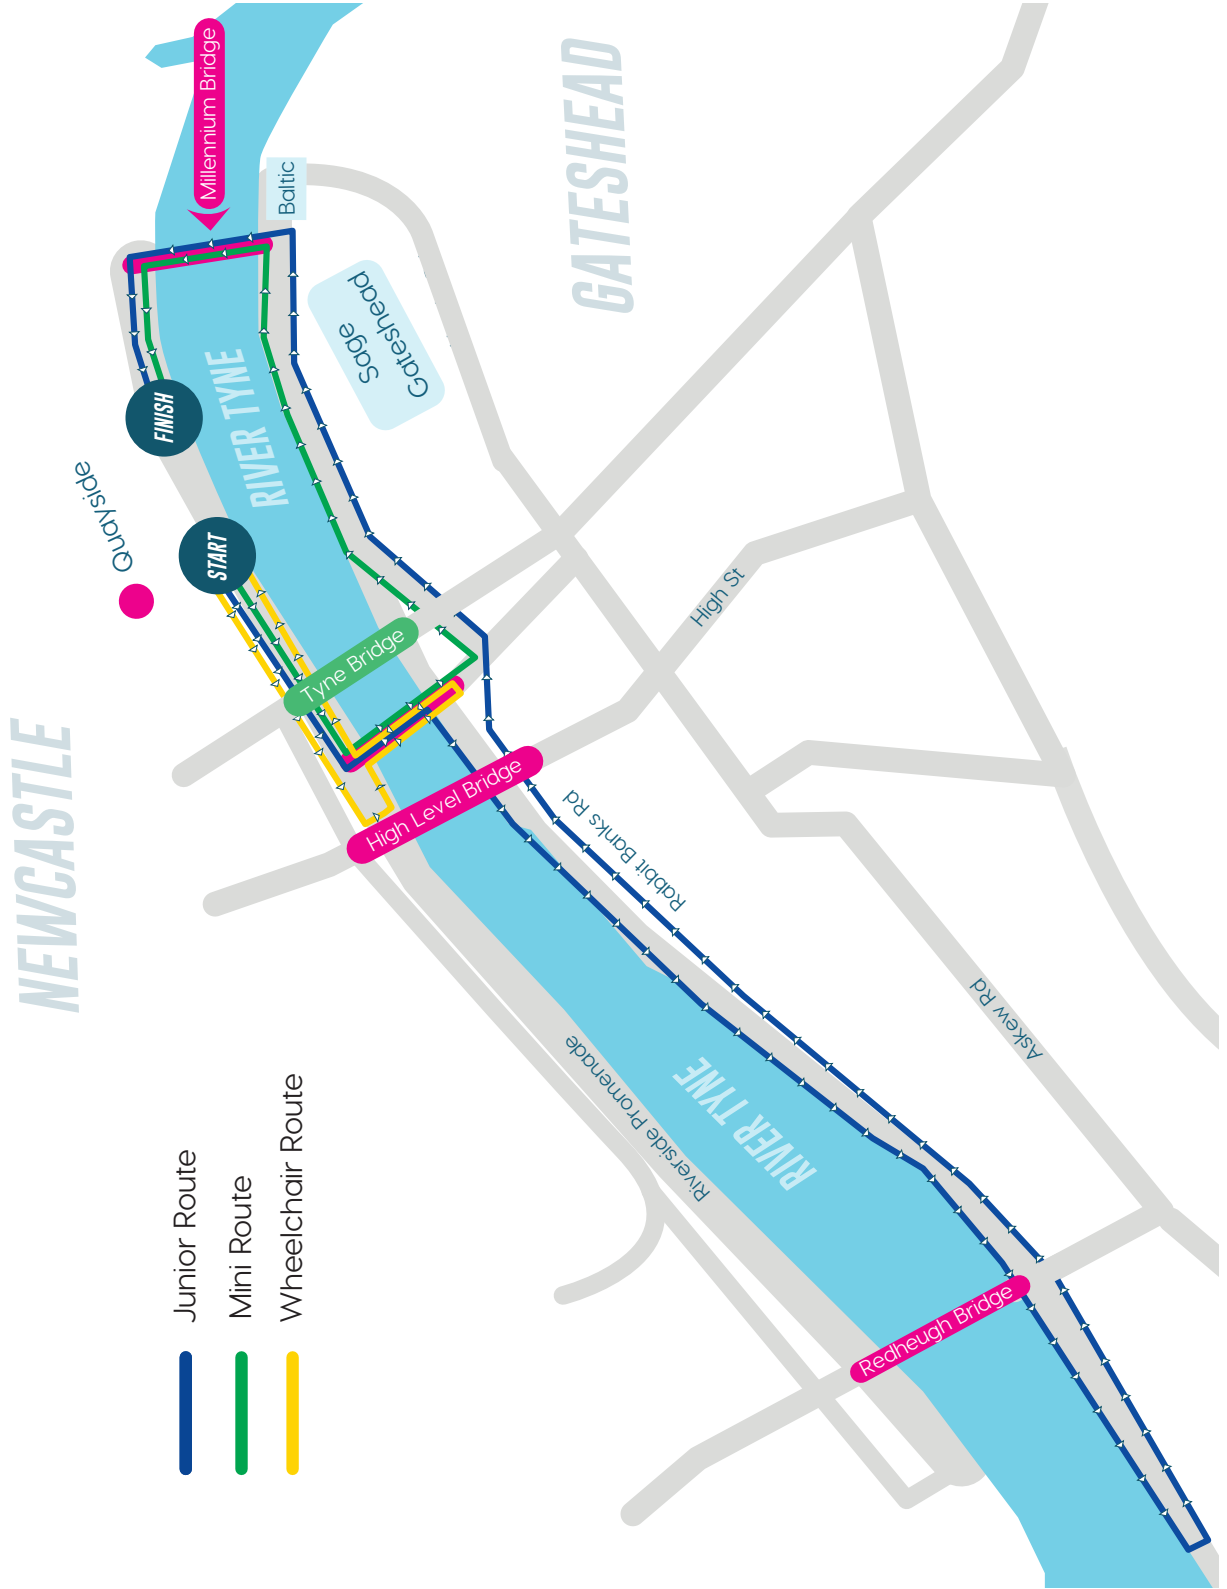 NEWCASTLE
Quayside
START
FINISH
Millennium Bridge
Baltic
RIVER TYNE
Sage
Gateshead
GATESHEAD
Tyne Bridge
High Level Bridge
High St
Rabbit Banks Rd
Askew Rd
Riverside Promenade
RIVER TYNE
Redheugh Bridge
Junior Route
Mini Route
Wheelchair Route